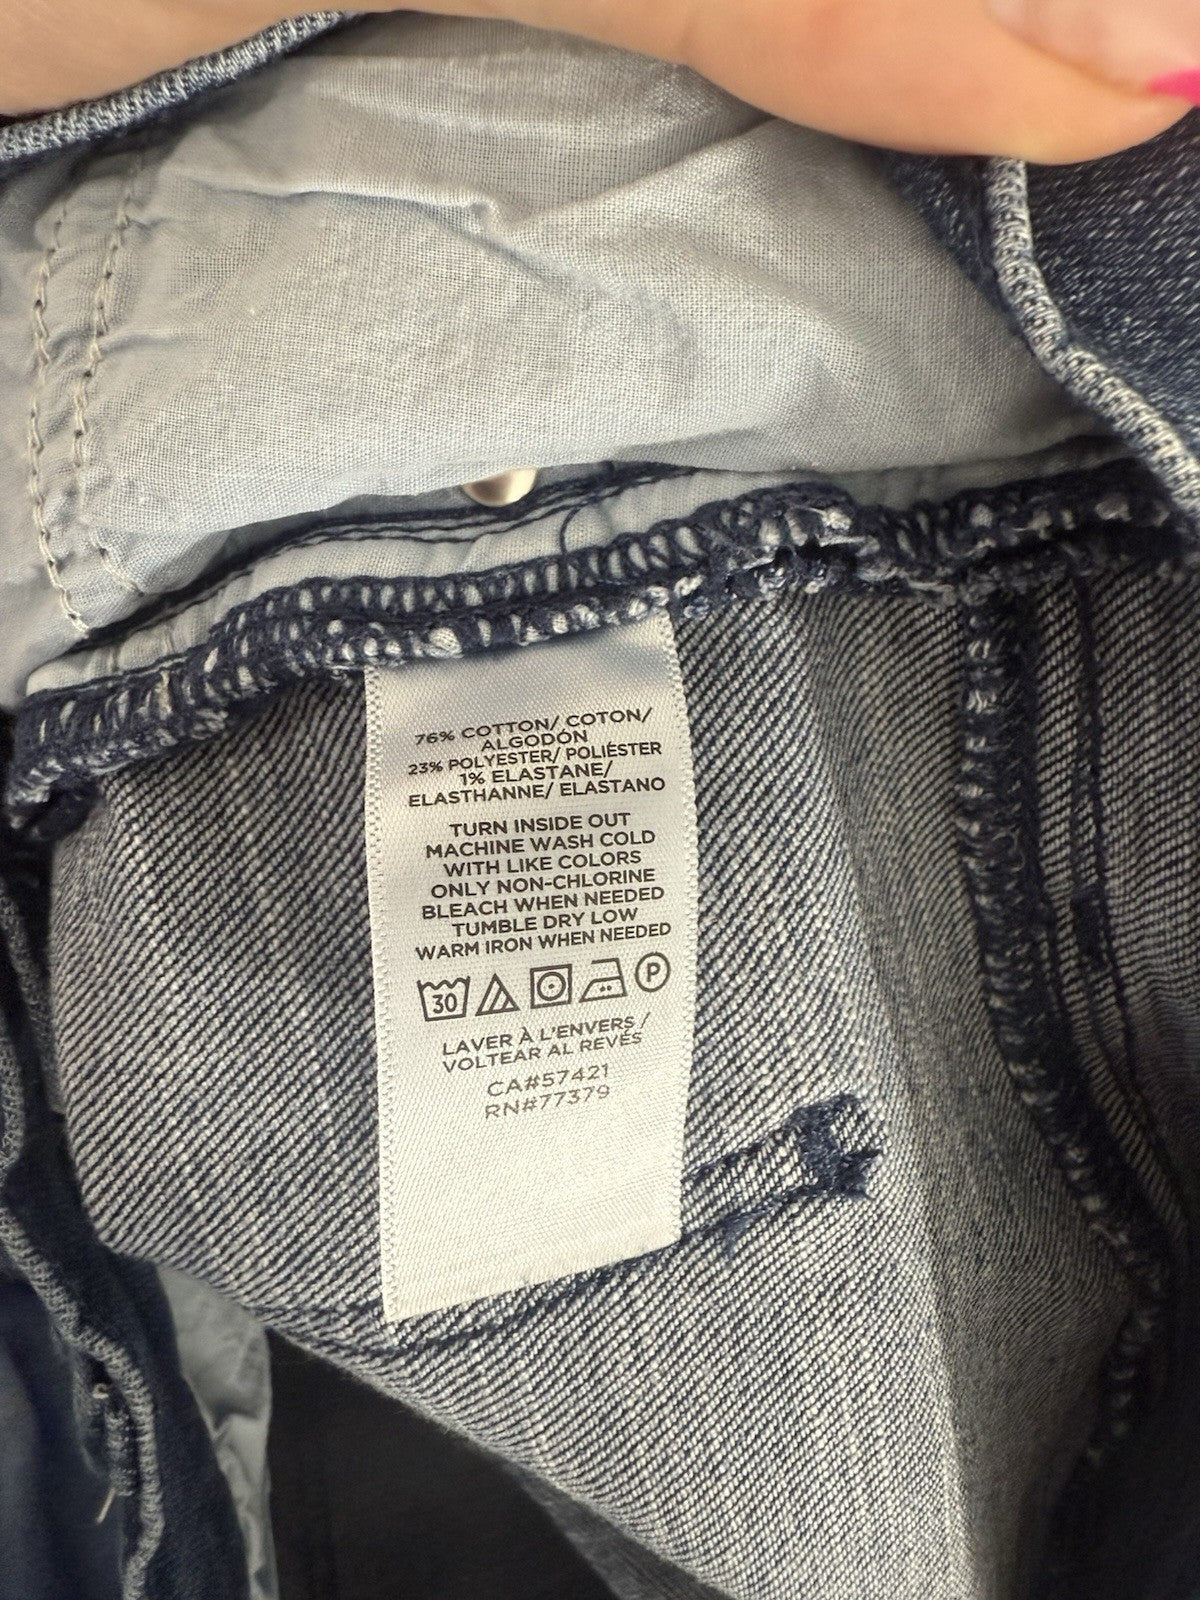 76% COTTON/ COTON/
ALGODÓN
23% POLYESTER/ POLIÉSTER
1% ELASTANE/
ELASTHANNE/ ELASTANO
TURN INSIDE OUT
MACHINE WASH COLD
WITH LIKE COLORS
ONLY NON-CHLORINE
BLEACH WHEN NEEDED
TUMBLE DRY LOW
WARM IRON WHEN NEEDED
30 P
LAVER À L'ENVERS /
VOLTEAR AL REVÉS
CA#57421
RN#77379